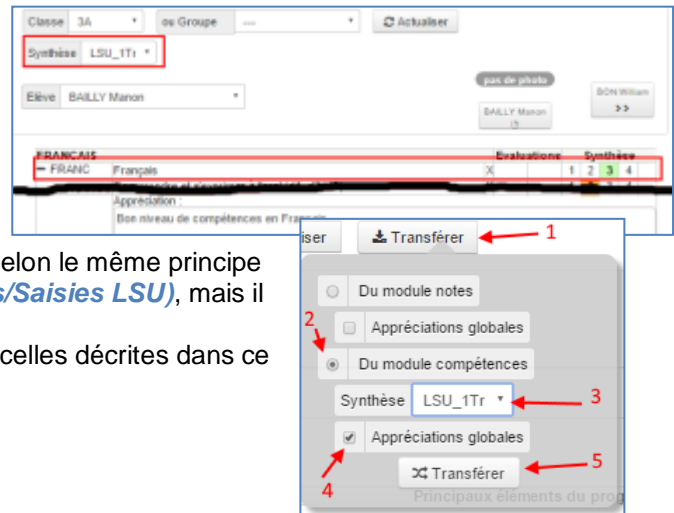 Classe 3A ou Groupe --- Actualiser
Synthèse LSU_1Tr
Elève BAILLY Manon
pas de photo
BAILLY Manon
BON William
>>
FRANCAIS Evaluations Synthèse
− FRANC Français X 1 2 3 4
Appréciation :
Bon niveau de compétences en Français
iser Transférer 1
elon le même principe
s/Saisies LSU), mais il
celles décrites dans ce
Du module notes
Appréciations globales
2
Du module compétences
Synthèse LSU_1Tr 3
Appréciations globales
4
Transférer 5
Principaux éléments du prog